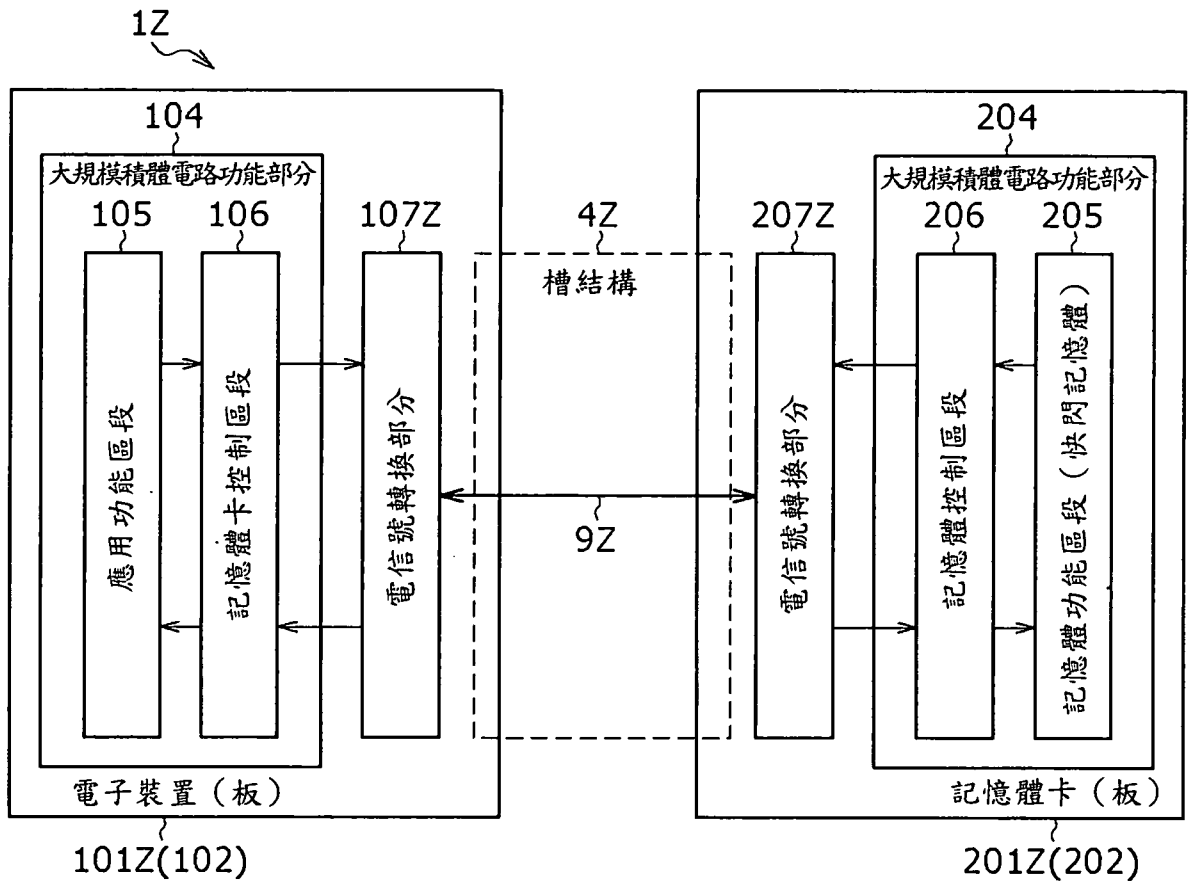 1Z
104
大規模積體電路功能部分
105
106
107Z
應用功能區段
記憶體卡控制區段
電信號轉換部分
電子裝置（板）
101Z(102)
4Z
槽結構
9Z
204
大規模積體電路功能部分
207Z
206
205
電信號轉換部分
記憶體控制區段
記憶體功能區段（快閃記憶體）
記憶體卡（板）
201Z(202)